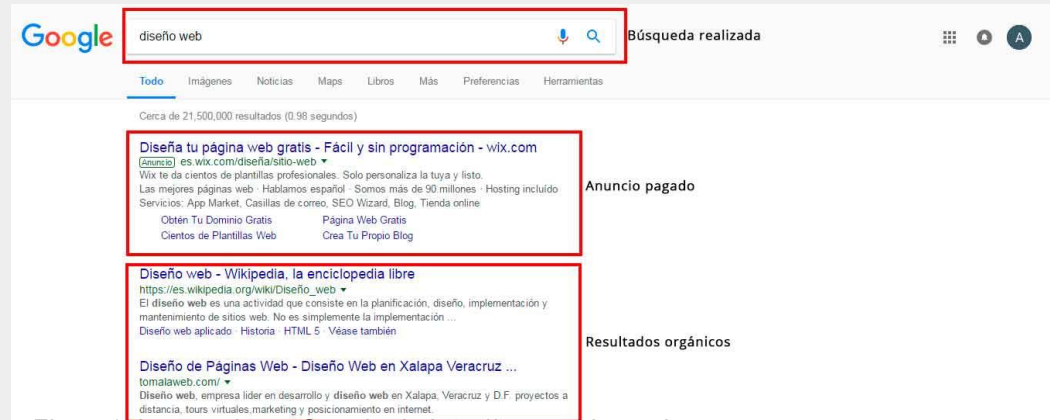 Google diseño web Búsqueda realizada A
Todo Imágenes Noticias Maps Libros Más Preferencias Herramientas
Cerca de 21,500,000 resultados (0.98 segundos)
Diseña tu página web gratis - Fácil y sin programación - wix.com
Anuncio es.wix.com/diseña/sitio-web
Wix te da cientos de plantillas profesionales. Solo personaliza la tuya y listo.
Anuncio pagado
Las mejores páginas web · Hablamos español · Somos más de 90 millones · Hosting incluído
Servicios: App Market, Casillas de correo, SEO Wizard, Blog, Tienda online
Obtén Tu Dominio Gratis Página Web Gratis
Cientos de Plantillas Web Crea Tu Propio Blog
Diseño web - Wikipedia, la enciclopedia libre
https://es.wikipedia.org/wiki/Diseño_web
El diseño web es una actividad que consiste en la planificación, diseño, implementación y
mantenimiento de sitios web. No es simplemente la implementación ...
Diseño web aplicado · Historia · HTML 5 · Véase también
Resultados orgánicos
Diseño de Páginas Web - Diseño Web en Xalapa Veracruz ...
tomalaweb.com/
Diseño web, empresa lider en desarrollo y diseño web en Xalapa, Veracruz y D.F. proyectos a
distancia, tours virtuales,marketing y posicionamiento en internet.